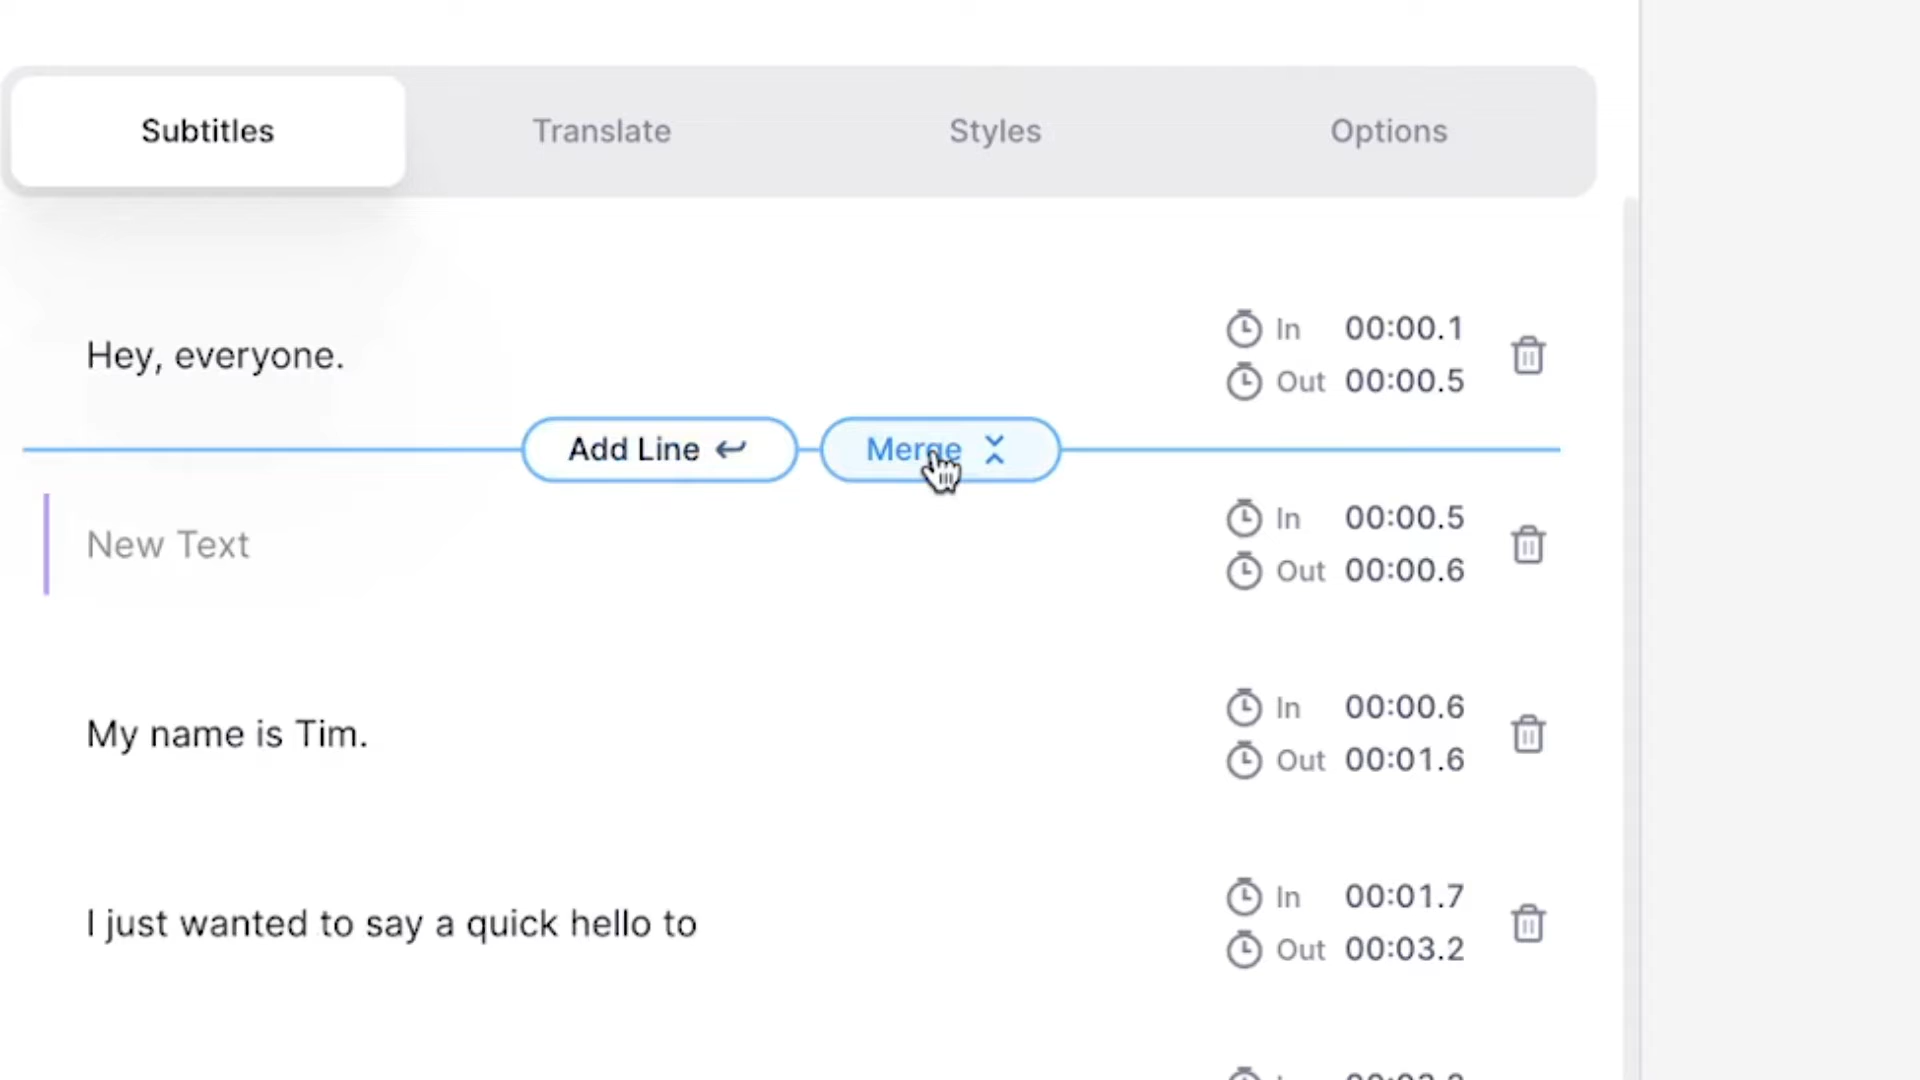 Subtitles Translate Styles Options
In 00:00.1
Hey, everyone.
Out 00:00.5
Add Line Merge
In 00:00.5
New Text
Out 00:00.6
In 00:00.6
My name is Tim.
Out 00:01.6
In 00:01.7
I just wanted to say a quick hello to
Out 00:03.2